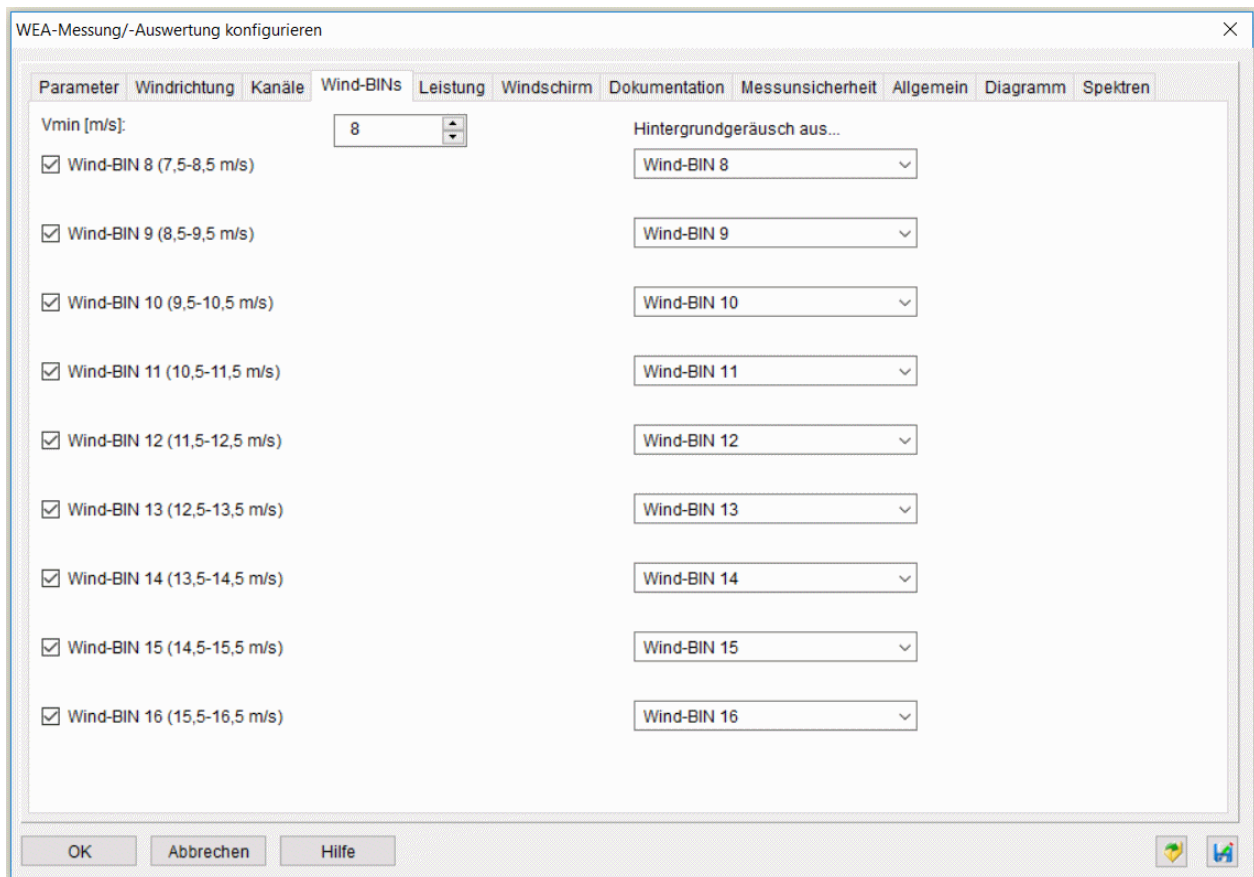 WEA-Messung/-Auswertung konfigurieren
Parameter Windrichtung Kanäle Wind-BINs Leistung Windschirm Dokumentation Messunsicherheit Allgemein Diagramm Spektren
Vmin [m/s]: 8 Hintergrundgeräusch aus...
Wind-BIN 8 (7,5-8,5 m/s) Wind-BIN 8
Wind-BIN 9 (8,5-9,5 m/s) Wind-BIN 9
Wind-BIN 10 (9,5-10,5 m/s) Wind-BIN 10
Wind-BIN 11 (10,5-11,5 m/s) Wind-BIN 11
Wind-BIN 12 (11,5-12,5 m/s) Wind-BIN 12
Wind-BIN 13 (12,5-13,5 m/s) Wind-BIN 13
Wind-BIN 14 (13,5-14,5 m/s) Wind-BIN 14
Wind-BIN 15 (14,5-15,5 m/s) Wind-BIN 15
Wind-BIN 16 (15,5-16,5 m/s) Wind-BIN 16
OK Abbrechen Hilfe